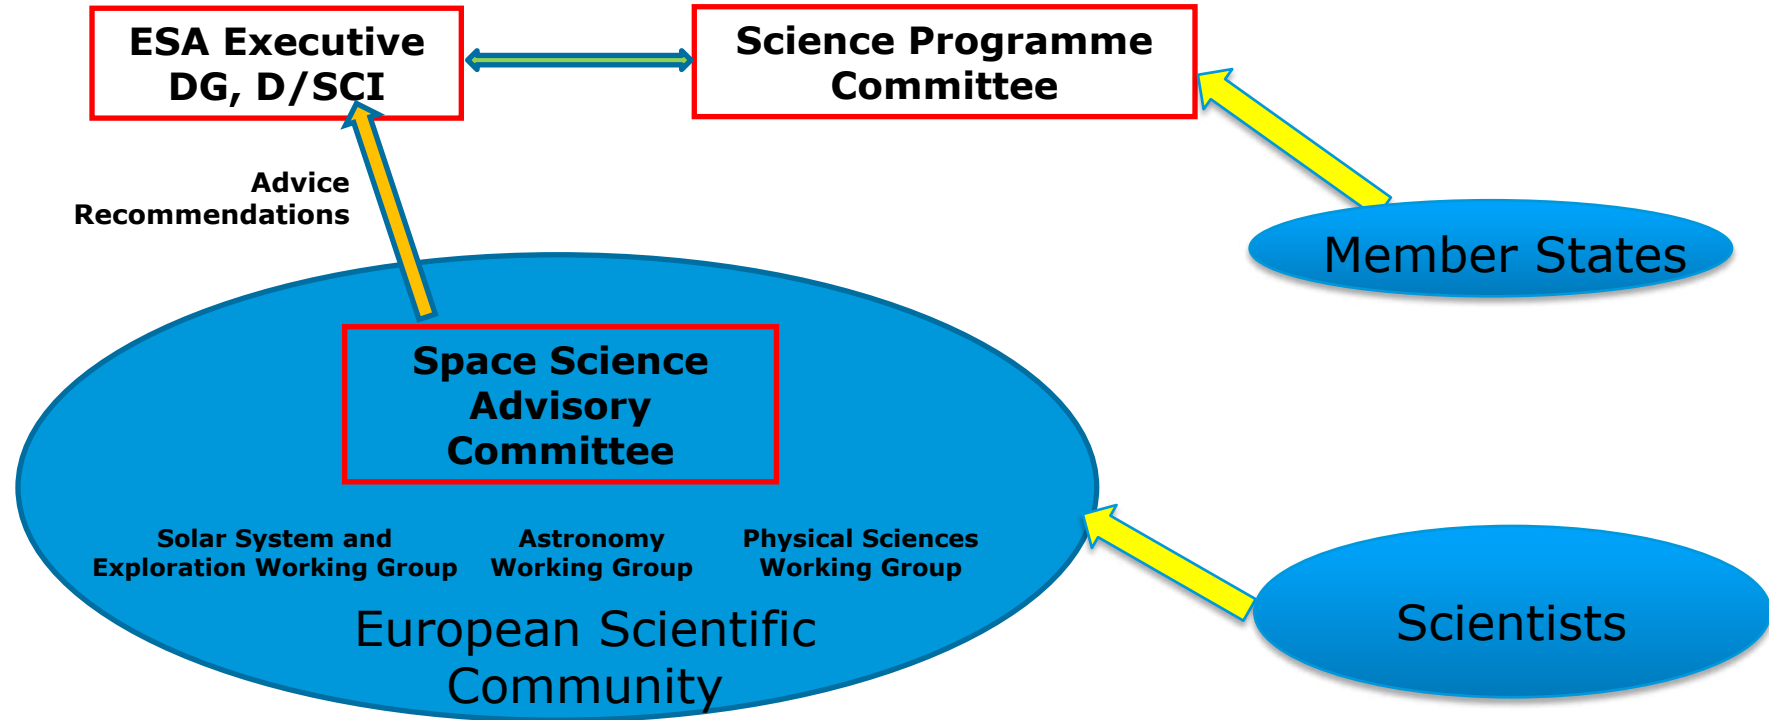 ESA Executive
DG, D/SCI
Science Programme
Committee
Advice
Recommendations
Member States
Space Science
Advisory
Committee
Solar System and
Exploration Working Group
Astronomy
Working Group
Physical Sciences
Working Group
European Scientific
Community
Scientists